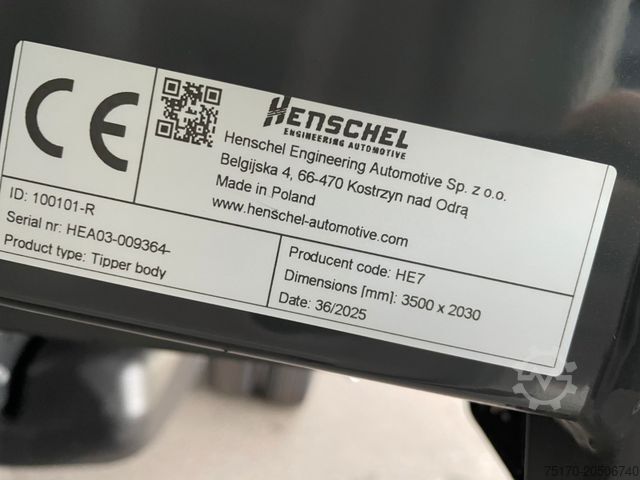 CE
HENSCHEL
ENGINEERING AUTOMOTIVE
Henschel Engineering Automotive Sp. z o.o.
Belgijska 4, 66-470 Kostrzyn nad Odrą
Made in Poland
www.henschel-automotive.com
ID: 100101-R
Serial nr: HEA03-009364-
Product type: Tipper body
Producent code: HE7
Dimensions [mm]: 3500 x 2030
Date: 36/2025
75170-20506740